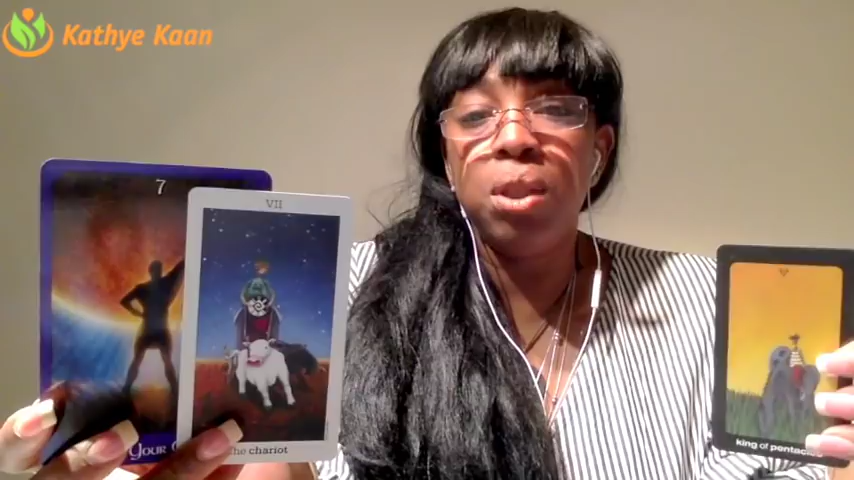 Kathye Kaan
7
VII
Your
the chariot
king of pentacles